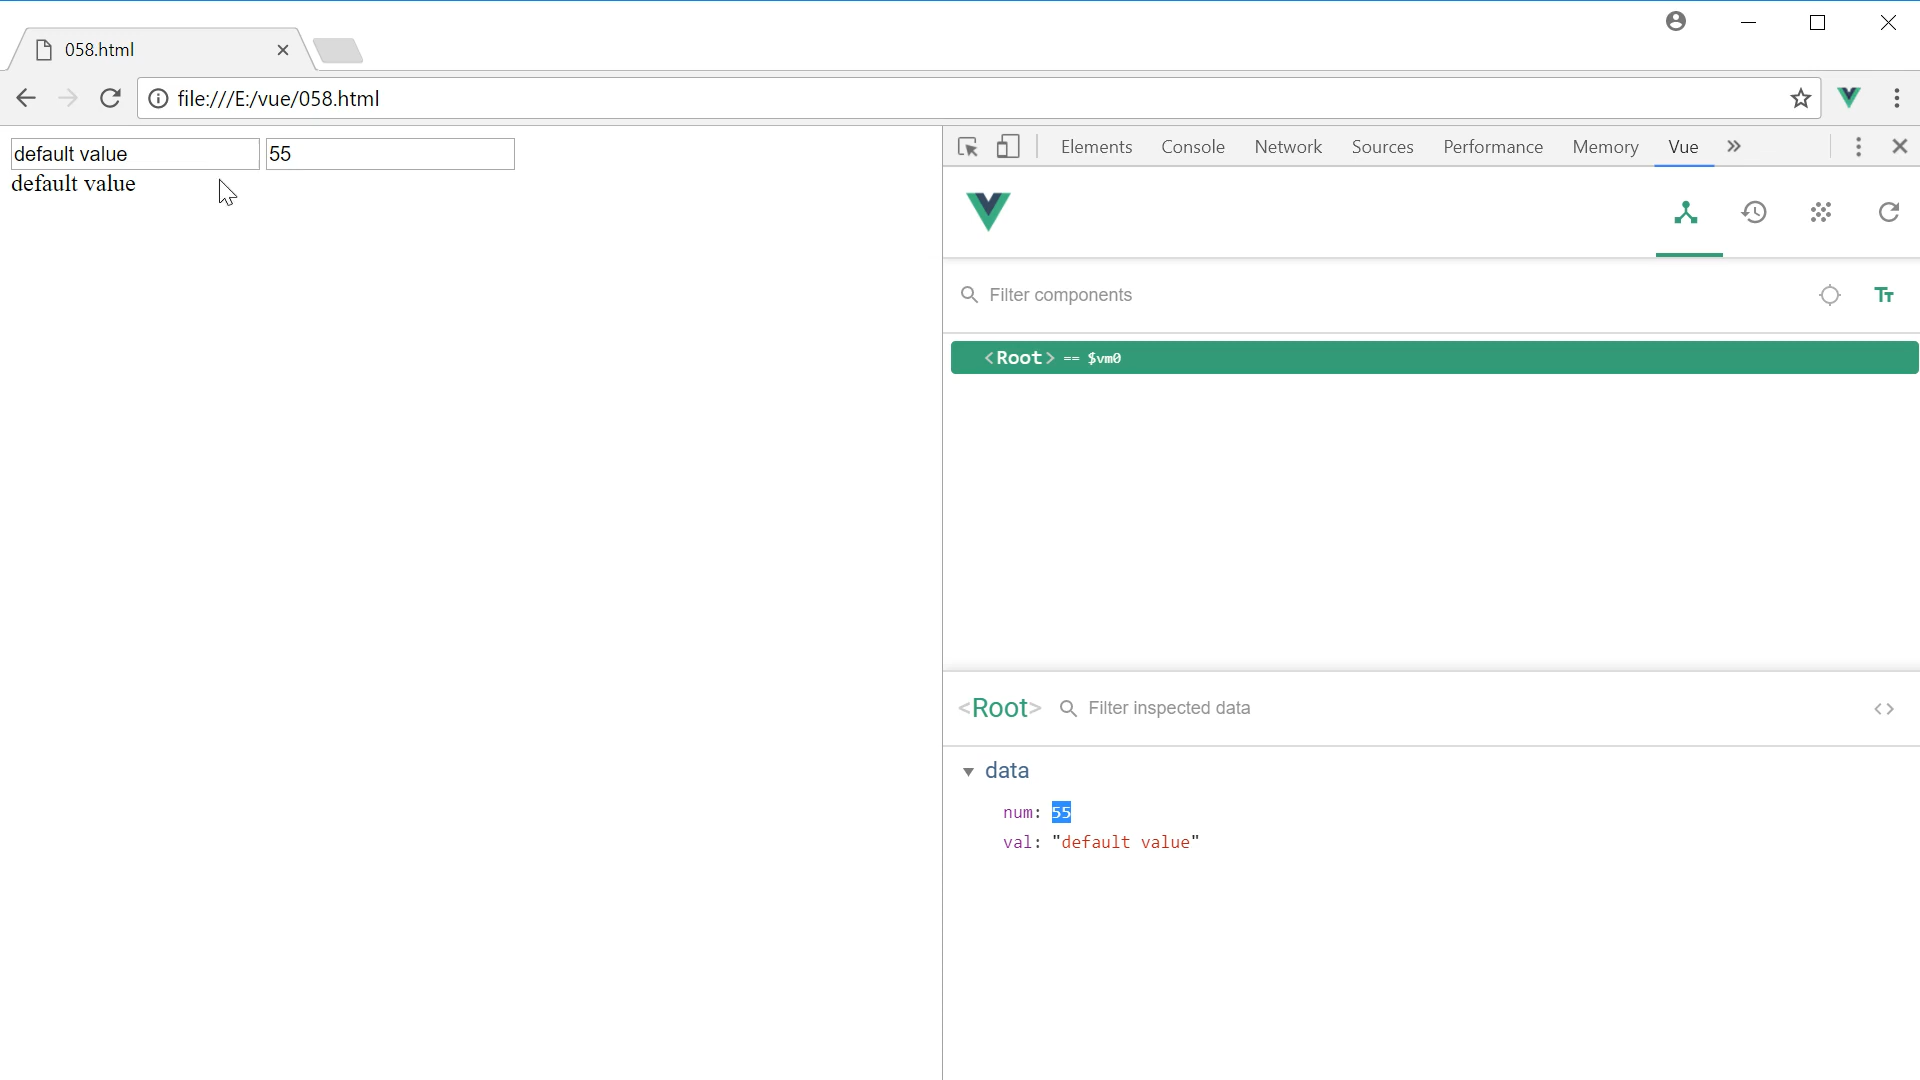 058.html
file:///E:/vue/058.html
default value 55
default value
Elements Console Network Sources Performance Memory Vue »
Filter components
<Root> == $vm0
<Root> Filter inspected data
data
num: 55
val: "default value"